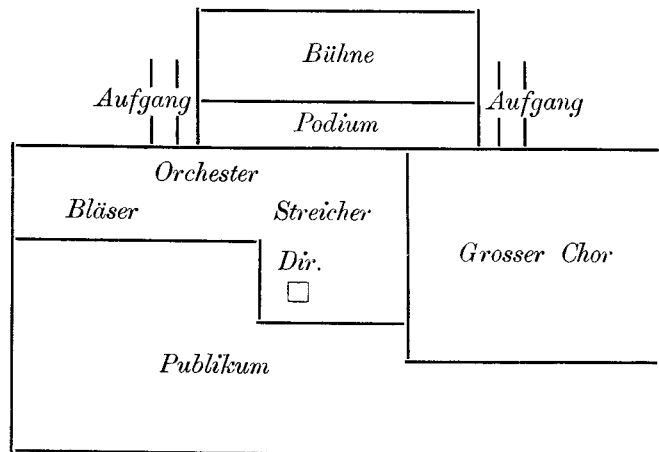 Bühne
Aufgang
Aufgang
Podium
Orchester
Bläser
Streicher
Dir.
Grosser Chor
Publikum